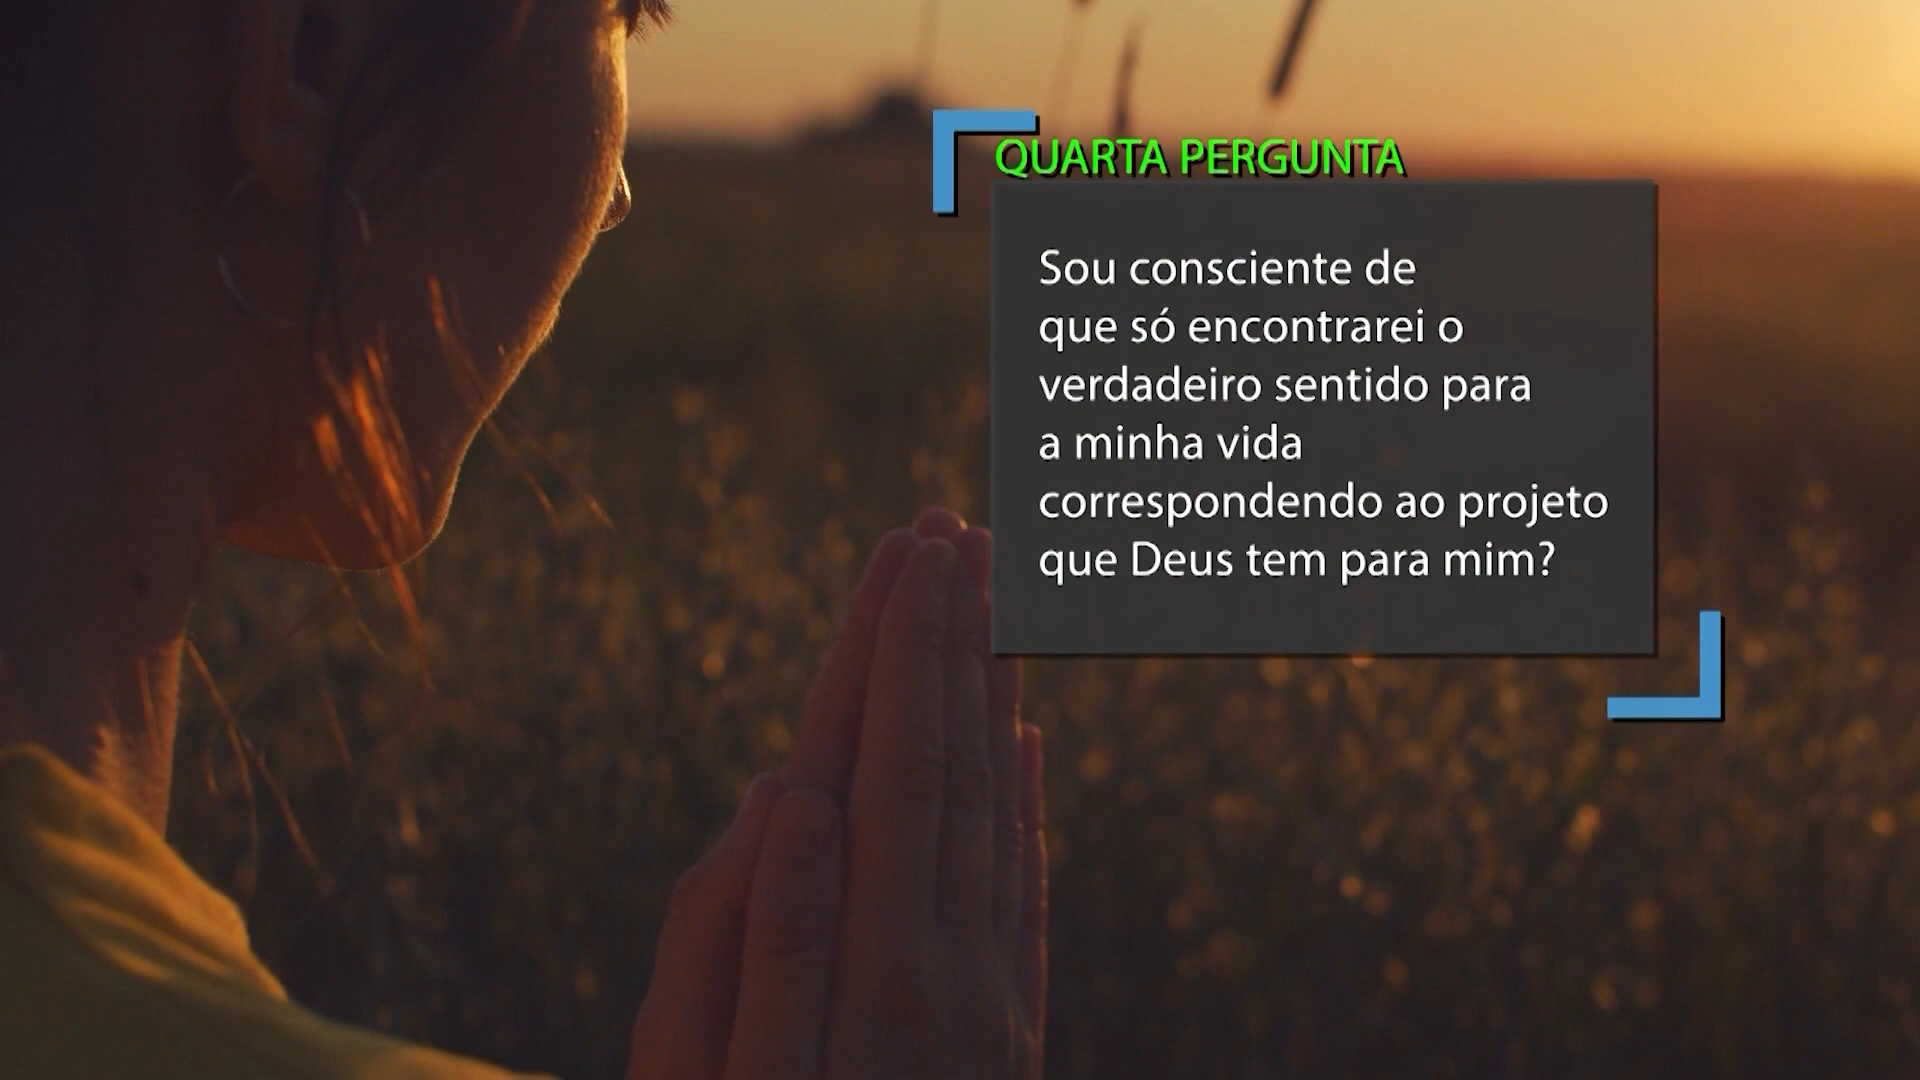 QUARTA PERGUNTA
Sou consciente de
que só encontrarei o
verdadeiro sentido para
a minha vida
correspondendo ao projeto
que Deus tem para mim?